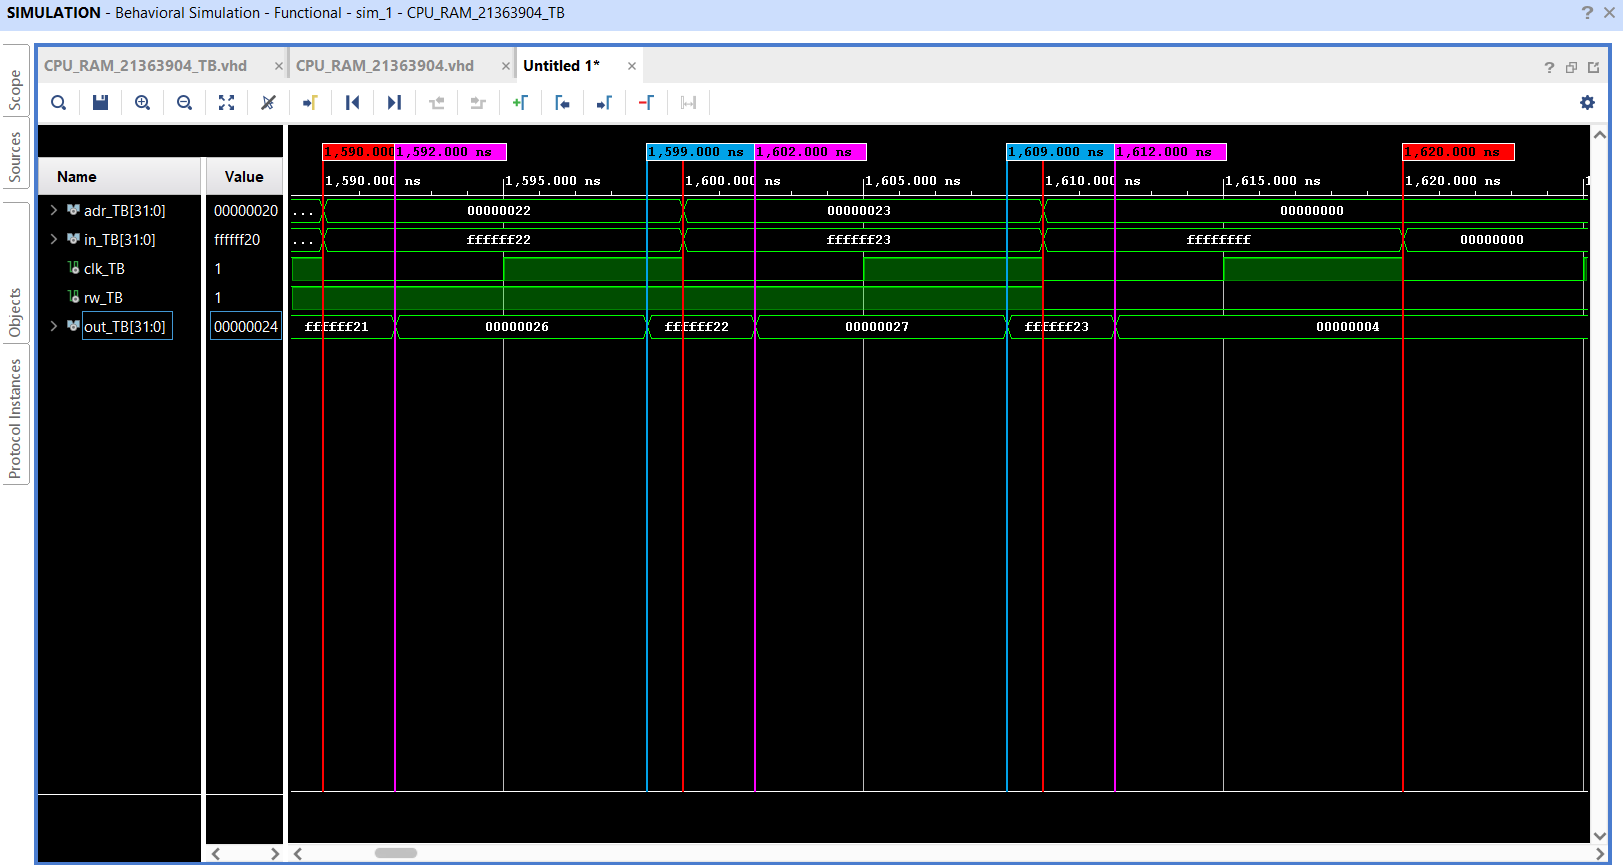 SIMULATION - Behavioral Simulation - Functional - sim_1 - CPU_RAM_21363904_TB ? ×
Scope
Sources
Objects
Protocol Instances
CPU_RAM_21363904_TB.vhd × CPU_RAM_21363904.vhd × Untitled 1* × ?
1,590.000 1,592.000 ns 1,599.000 ns 1,602.000 ns 1,609.000 ns 1,612.000 ns 1,620.000 ns
Name Value 1,590.000 ns 1,595.000 ns 1,600.000 ns 1,605.000 ns 1,610.000 ns 1,615.000 ns 1,620.000 ns
adr_TB[31:0] 00000020 ... 00000022 00000023 00000000
in_TB[31:0] ffffff20 ... ffffff22 ffffff23 ffffffff 00000000
clk_TB 1
rw_TB 1
out_TB[31:0] 00000024 ffffff21 00000026 ffffff22 00000027 ffffff23 00000004